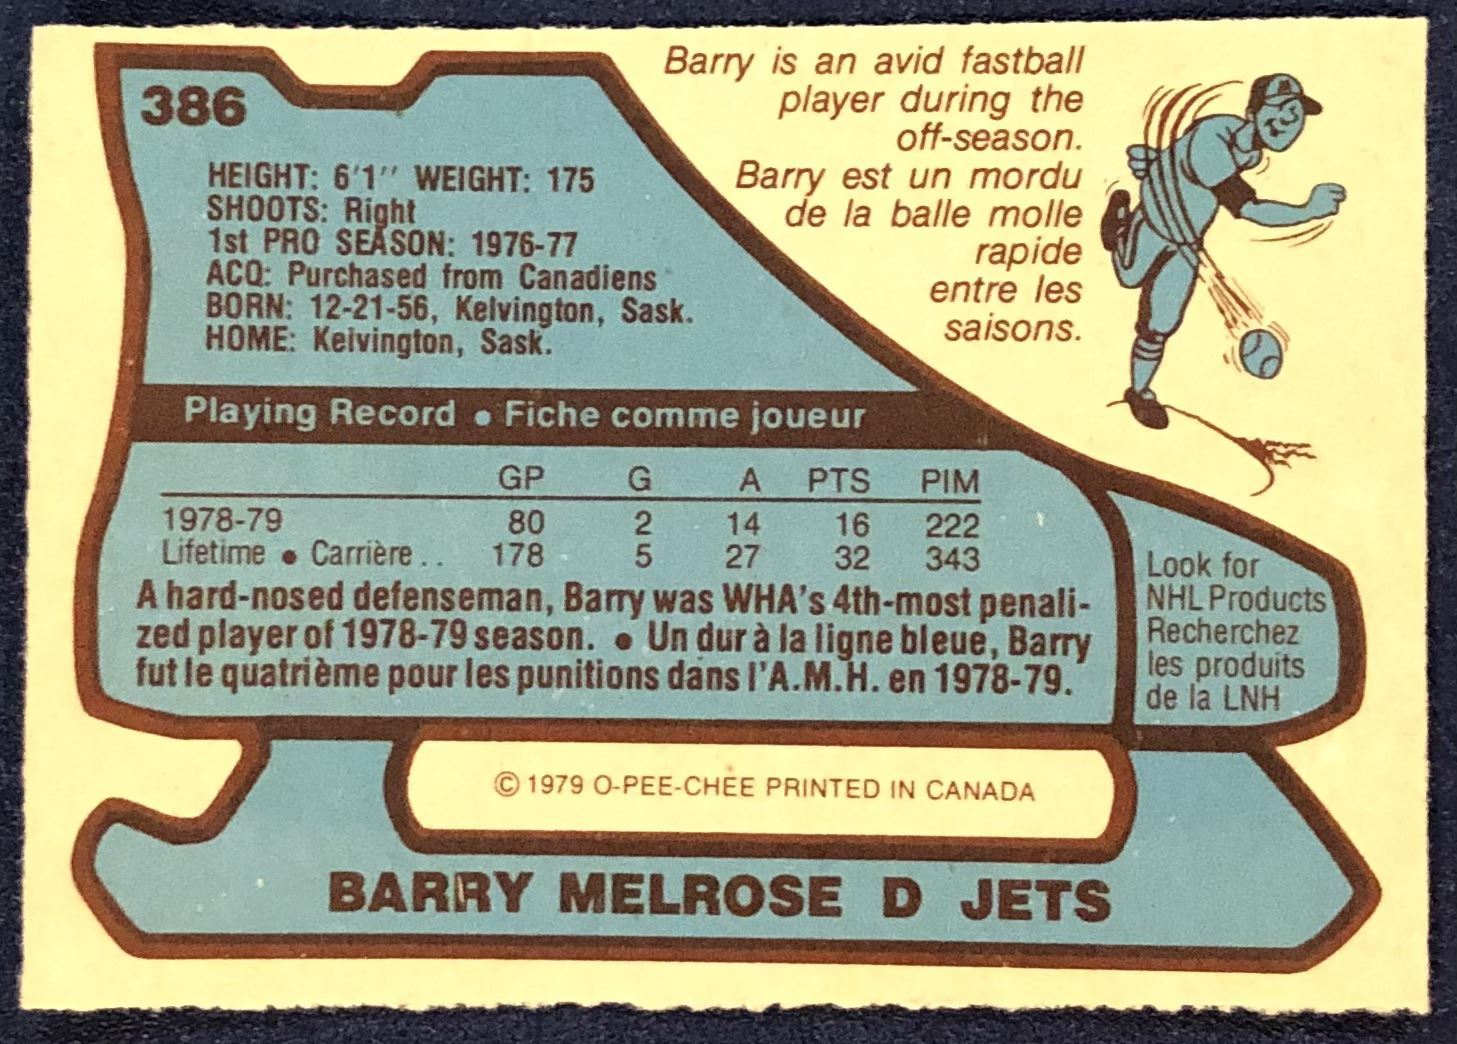 386
Barry is an avid fastball
player during the
off-season.
Barry est un mordu
de la balle molle
rapide
entre les
saisons.
HEIGHT: 6'1" WEIGHT: 175
SHOOTS: Right
1st PRO SEASON: 1976-77
ACQ: Purchased from Canadiens
BORN: 12-21-56, Kelvington, Sask.
HOME: Kelvington, Sask.
Playing Record • Fiche comme joueur
GP G A PTS PIM
1978-79 80 2 14 16 222
Lifetime • Carrière .. 178 5 27 32 343
A hard-nosed defenseman, Barry was WHA's 4th-most penali-
zed player of 1978-79 season. • Un dur à la ligne bleue, Barry
fut le quatrième pour les punitions dans l'A.M.H. en 1978-79.
Look for
NHL Products
Recherchez
les produits
de la LNH
© 1979 O-PEE-CHEE PRINTED IN CANADA
BARRY MELROSE D JETS